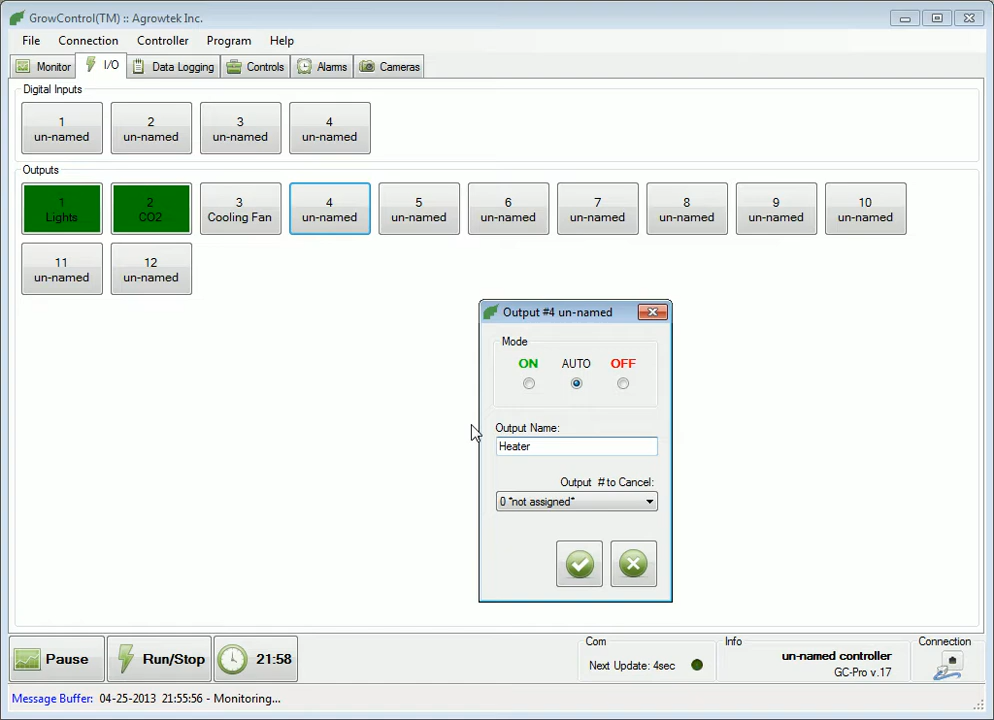 GrowControl(TM) :: Agrowtek Inc.
File Connection Controller Program Help
Monitor I/O Data Logging Controls Alarms Cameras
Digital Inputs
1 2 3 4
un-named un-named un-named un-named
Outputs
1 2 3 4 5 6 7 8 9 10
Lights CO2 Cooling Fan un-named un-named un-named un-named un-named un-named un-named
11 12
un-named un-named
Output #4 un-named
Mode
ON AUTO OFF
Output Name:
Heater
Output # to Cancel:
0 *not assigned*
Pause Run/Stop 21:58
Com
Next Update: 4sec
Info
un-named controller
GC-Pro v.17
Connection
Message Buffer: 04-25-2013 21:55:56 - Monitoring...